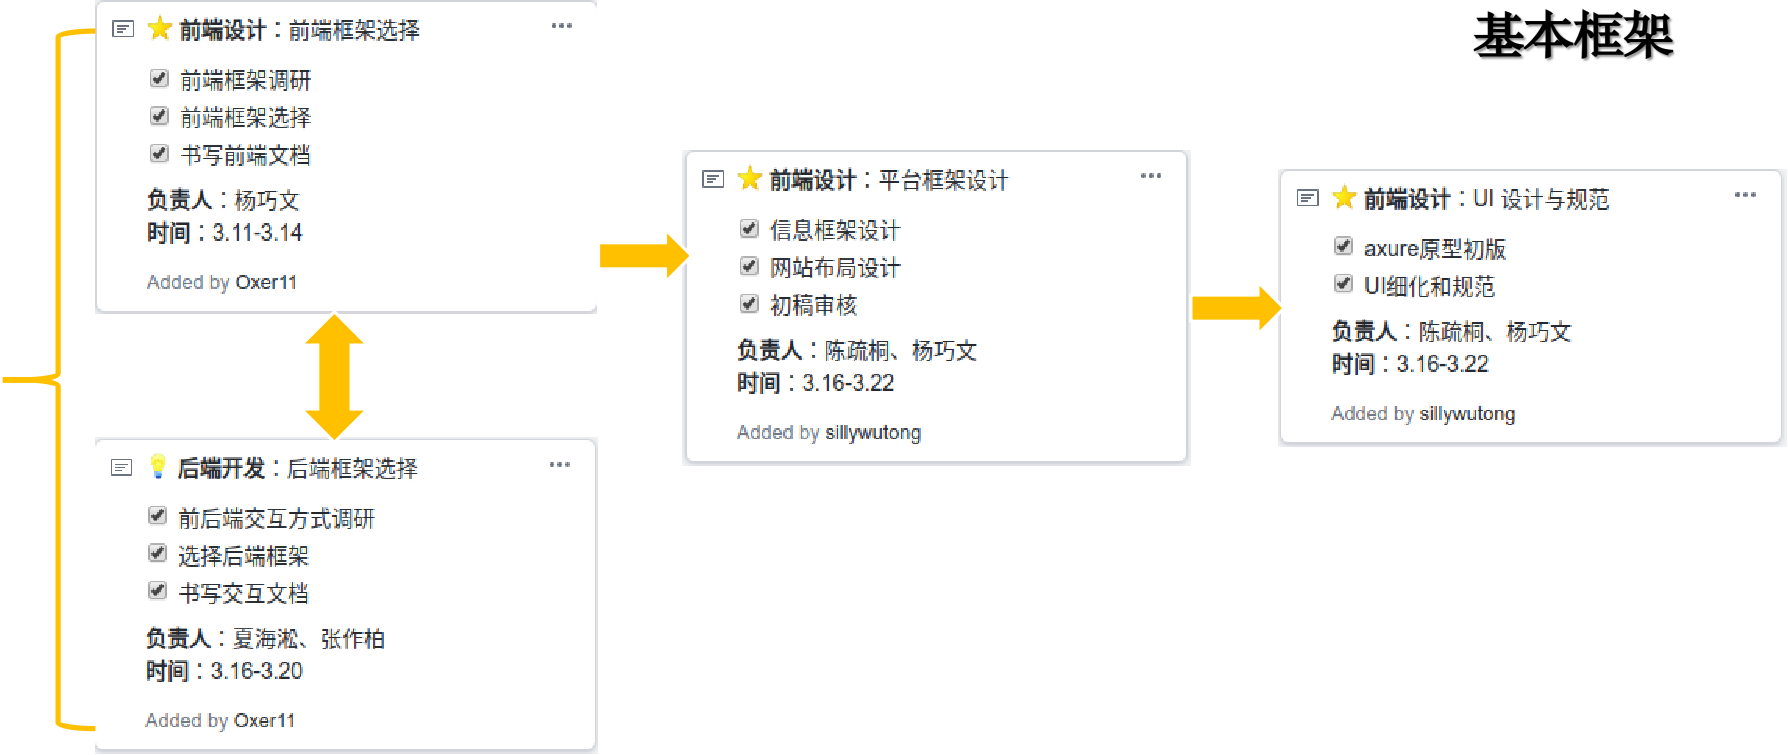 基本框架
前端设计：前端框架选择
前端框架调研
前端框架选择
书写前端文档
负责人：杨巧文
时间：3.11-3.14
Added by Oxer11
后端开发：后端框架选择
前后端交互方式调研
选择后端框架
书写交互文档
负责人：夏海淞、张作柏
时间：3.16-3.20
Added by Oxer11
前端设计：平台框架设计
信息框架设计
网站布局设计
初稿审核
负责人：陈疏桐、杨巧文
时间：3.16-3.22
Added by sillywutong
前端设计：UI 设计与规范
axure原型初版
UI细化和规范
负责人：陈疏桐、杨巧文
时间：3.16-3.22
Added by sillywutong